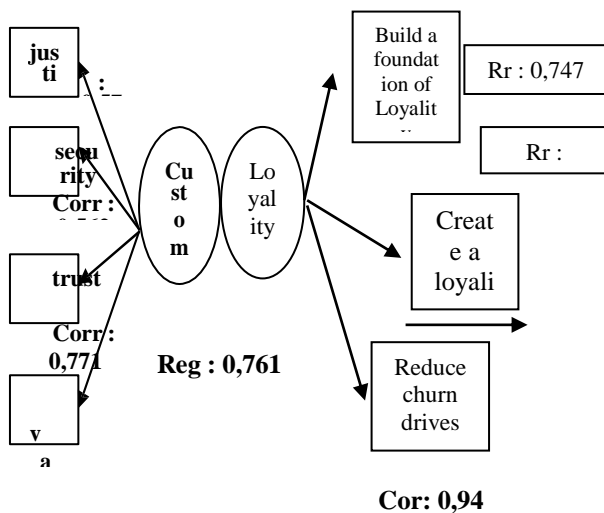 jus
ti
:
secu
rity
Corr :
trust
Corr :
0,771
v
a
Cu
st
o
m
Lo
yal
ity
Reg : 0,761
Build a
foundat
ion of
Loyalit
Rr : 0,747
Rr :
Creat
e a
loyali
Reduce
churn
drives
Cor: 0,94